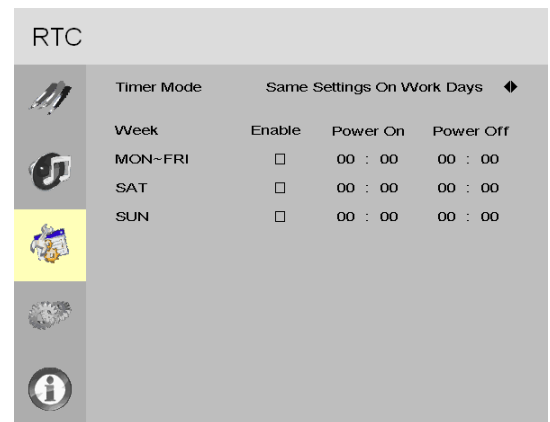 RTC
Timer Mode Same Settings On Work Days
Week Enable Power On Power Off
MON~FRI 00 : 00 00 : 00
SAT 00 : 00 00 : 00
SUN 00 : 00 00 : 00